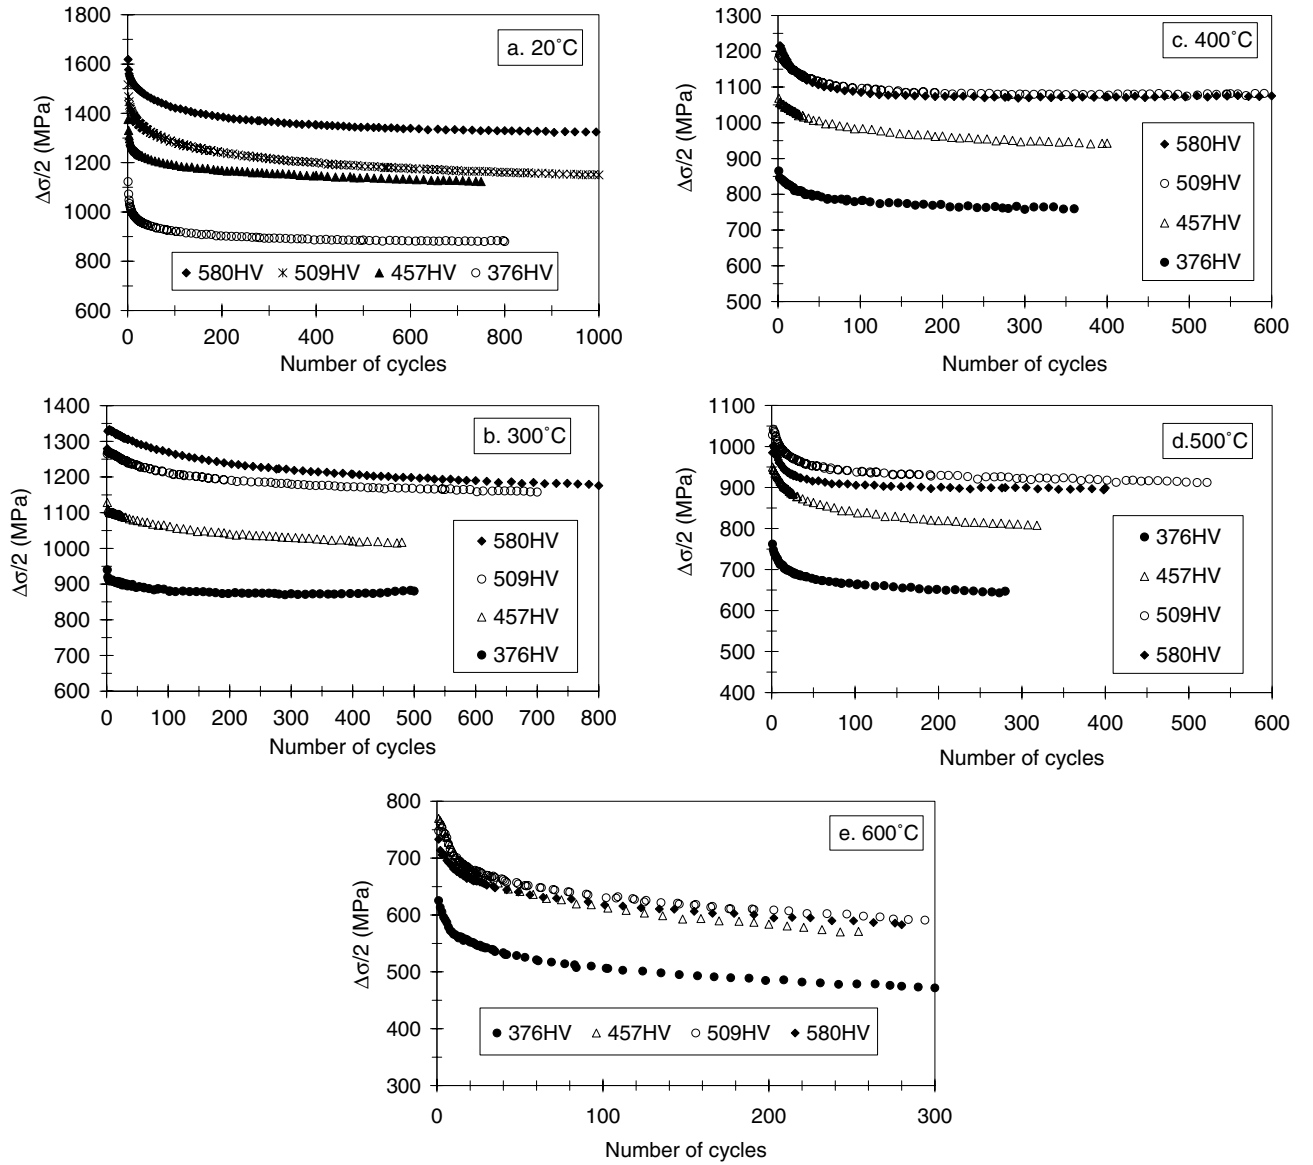 a. 20˚C
Δσ/2 (MPa)
1800
1600
1400
1200
1000
800
600
580HV 509HV 457HV 376HV
0 200 400 600 800 1000
Number of cycles
c. 400˚C
Δσ/2 (MPa)
1300
1200
1100
1000
900
800
700
600
500
580HV
509HV
457HV
376HV
0 100 200 300 400 500 600
Number of cycles
b. 300˚C
Δσ/2 (MPa)
1400
1300
1200
1100
1000
900
800
700
600
580HV
509HV
457HV
376HV
0 100 200 300 400 500 600 700 800
Number of cycles
d.500˚C
Δσ/2 (MPa)
1100
1000
900
800
700
600
500
400
376HV
457HV
509HV
580HV
0 100 200 300 400 500 600
Number of cycles
e. 600˚C
Δσ/2 (MPa)
800
700
600
500
400
300
376HV 457HV 509HV 580HV
0 100 200 300
Number of cycles